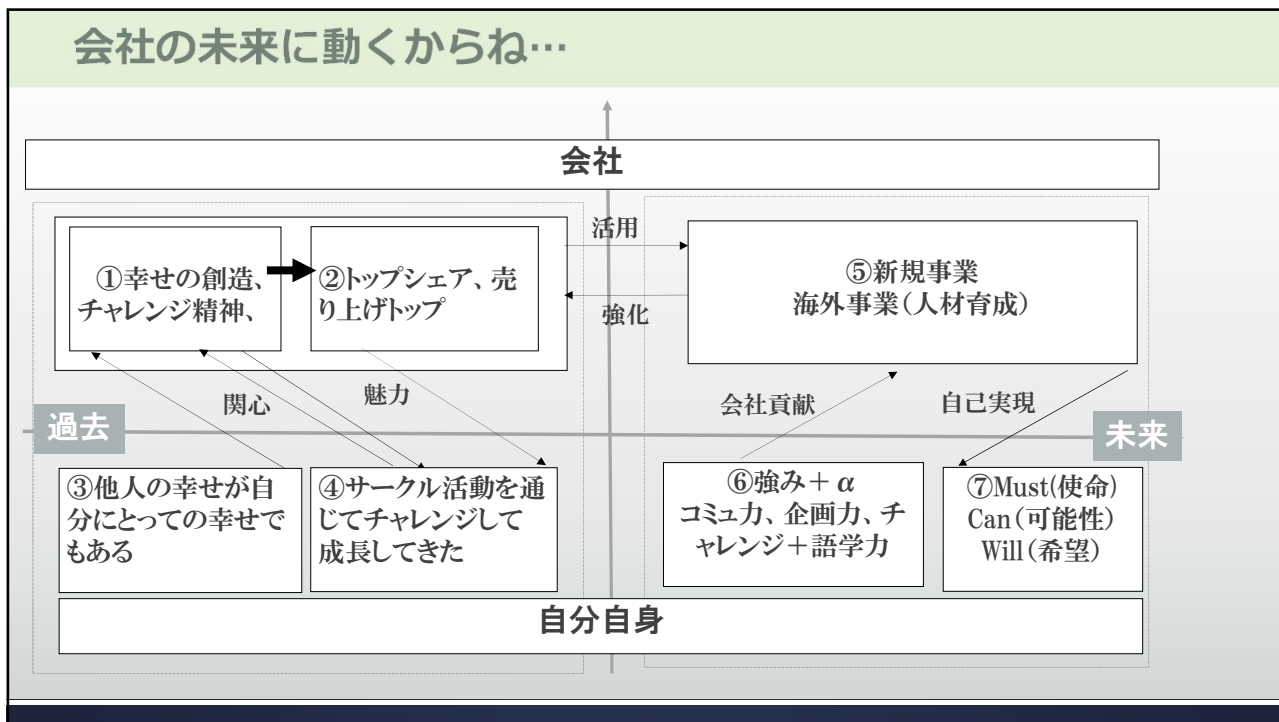 会社の未来に動くからね…
会社
①幸せの創造、
チャレンジ精神、
②トップシェア、売
り上げトップ
活用
強化
⑤新規事業
海外事業（人材育成）
関心
魅力
会社貢献
自己実現
過去
未来
③他人の幸せが自
分にとっての幸せで
もある
④サークル活動を通
じてチャレンジして
成長してきた
⑥強み＋α
コミュ力、企画力、チ
ャレンジ＋語学力
⑦Must(使命)
Can（可能性）
Will（希望）
自分自身